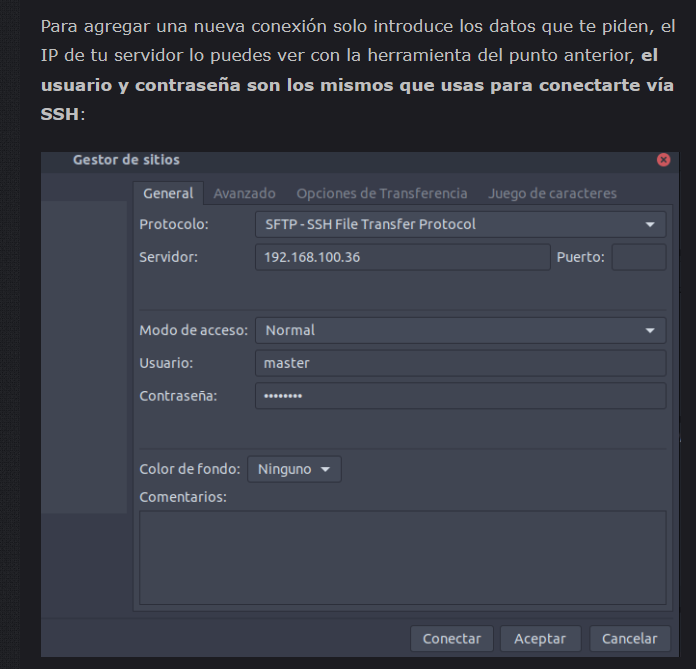 Para agregar una nueva conexión solo introduce los datos que te piden, el
IP de tu servidor lo puedes ver con la herramienta del punto anterior, el
usuario y contraseña son los mismos que usas para conectarte vía
SSH:
Gestor de sitios
General Avanzado Opciones de Transferencia Juego de caracteres
Protocolo: SFTP - SSH File Transfer Protocol
Servidor: 192.168.100.36 Puerto:
Modo de acceso: Normal
Usuario: master
Contraseña: ••••••••
Color de fondo: Ninguno
Comentarios:
Conectar Aceptar Cancelar